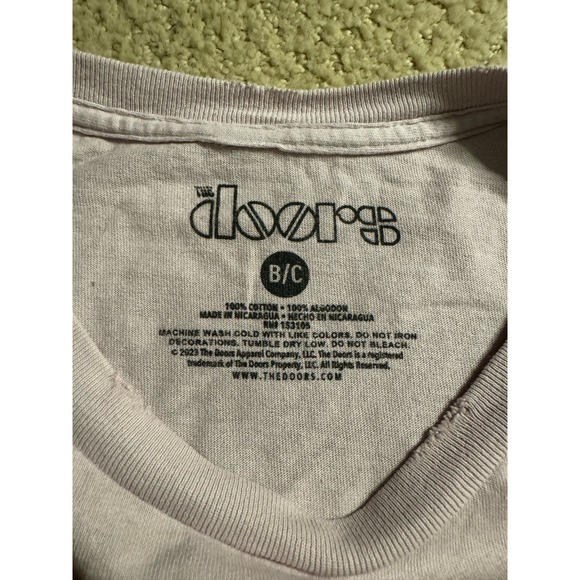 THE
doors
B/C
100% COTTON • 100% ALGODON
MADE IN NICARAGUA • HECHO EN NICARAGUA
RN# 153105
MACHINE WASH COLD WITH LIKE COLORS. DO NOT IRON
DECORATIONS. TUMBLE DRY LOW. DO NOT BLEACH.
© 2023 The Doors Apparel Company, LLC. The Doors is a registered
trademark of The Doors Property, LLC. All Rights Reserved.
WWW.THEDOORS.COM